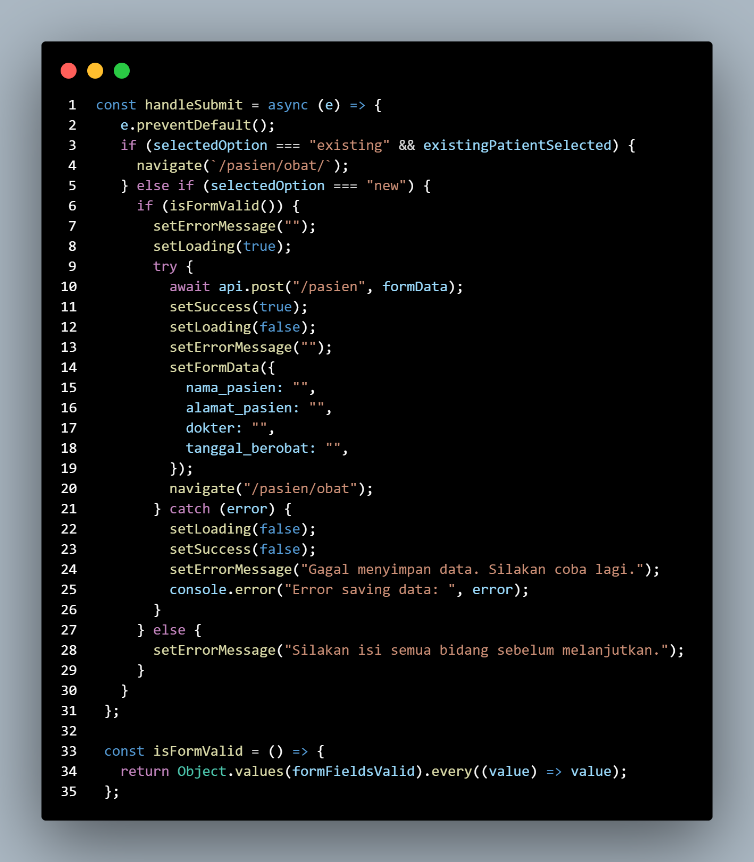 1 const handleSubmit = async (e) => {
2 e.preventDefault();
3 if (selectedOption === "existing" && existingPatientSelected) {
4 navigate(`/pasien/obat/`);
5 } else if (selectedOption === "new") {
6 if (isFormValid()) {
7 setErrorMessage("");
8 setLoading(true);
9 try {
10 await api.post("/pasien", formData);
11 setSuccess(true);
12 setLoading(false);
13 setErrorMessage("");
14 setFormData({
15 nama_pasien: "",
16 alamat_pasien: "",
17 dokter: "",
18 tanggal_berobat: "",
19 });
20 navigate("/pasien/obat");
21 } catch (error) {
22 setLoading(false);
23 setSuccess(false);
24 setErrorMessage("Gagal menyimpan data. Silakan coba lagi.");
25 console.error("Error saving data: ", error);
26 }
27 } else {
28 setErrorMessage("Silakan isi semua bidang sebelum melanjutkan.");
29 }
30 }
31 };
32
33 const isFormValid = () => {
34 return Object.values(formFieldsValid).every((value) => value);
35 };